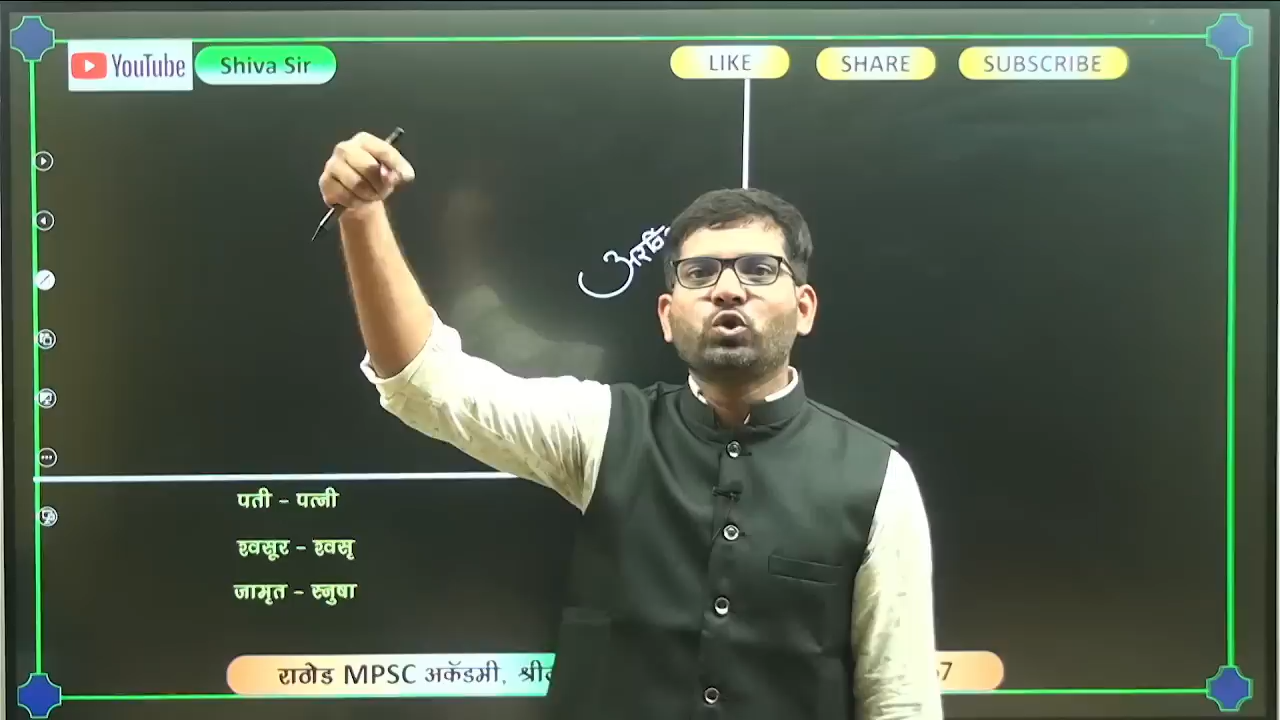 YouTube
Shiva Sir
LIKE
SHARE
SUBSCRIBE
पती - पत्नी
श्वसूर - श्वसृ
जामृत - स्नुषा
राठोड MPSC अकॅडमी,